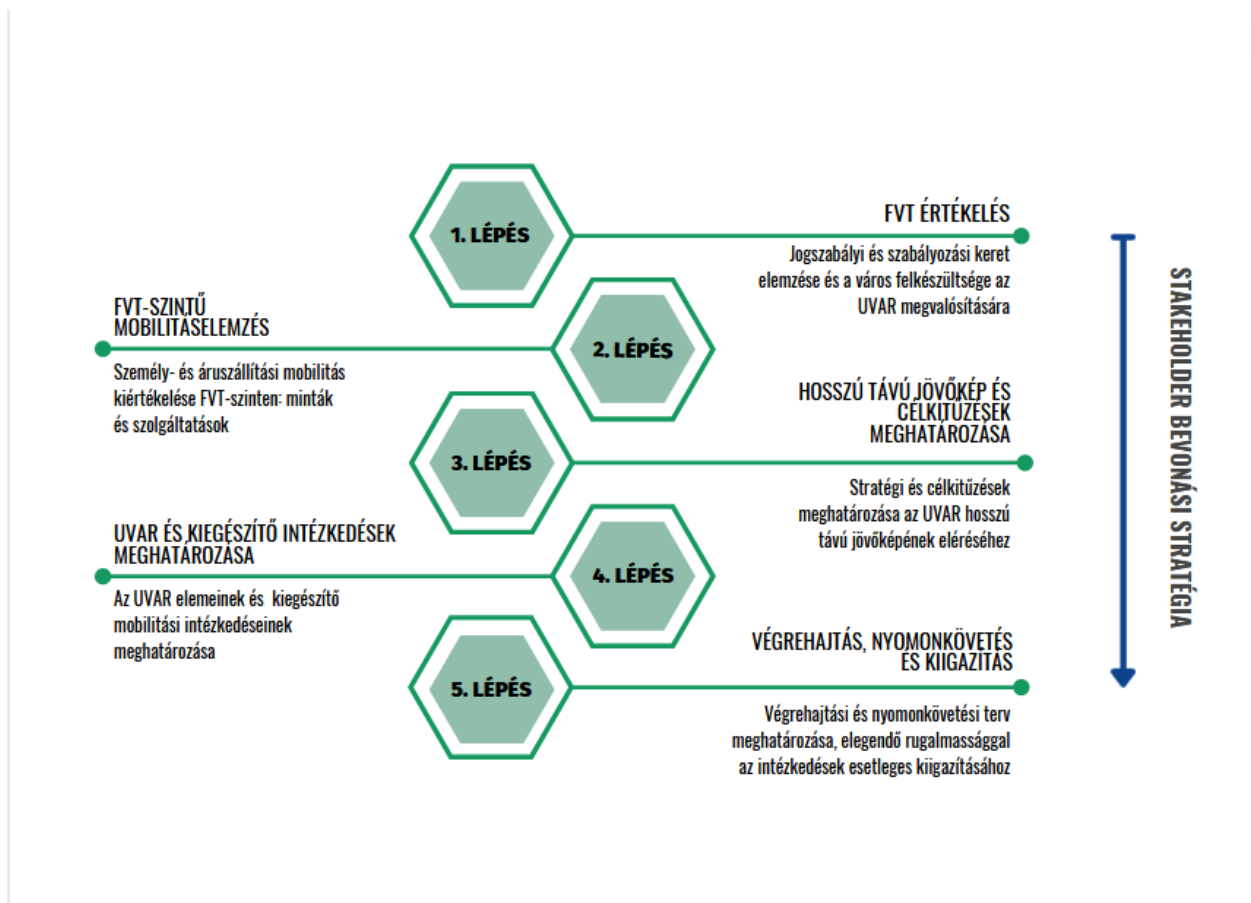 1. LÉPÉS
FVT ÉRTÉKELÉS
Jogszabályi és szabályozási keret
elemzése és a város felkészültsége az
UVAR megvalósítására
FVT-SZINTŰ
MOBILITÁSELEMZÉS
2. LÉPÉS
Személy- és áruszállítási mobilitás
kiértékelése FVT-szinten: minták
és szolgáltatások
HOSSZÚ TÁVÚ JÖVŐKÉP ÉS
CÉLKITŰZÉSEK
MEGHATÁROZÁSA
3. LÉPÉS
Stratégi és célkitűzések
meghatározása az UVAR hosszú
távú jövőképének eléréséhez
UVAR ÉS KIEGÉSZÍTŐ INTÉZKEDÉSEK
MEGHATÁROZÁSA
4. LÉPÉS
Az UVAR elemeinek és kiegészítő
mobilitási intézkedéseinek
meghatározása
VÉGREHAJTÁS, NYOMONKÖVETÉS
ÉS KIIGAZÍTÁS
5. LÉPÉS
Végrehajtási és nyomonkövetési terv
meghatározása, elegendő rugalmassággal
az intézkedések esetleges kiigazításához
STAKEHOLDER BEVONÁSI STRATÉGIA